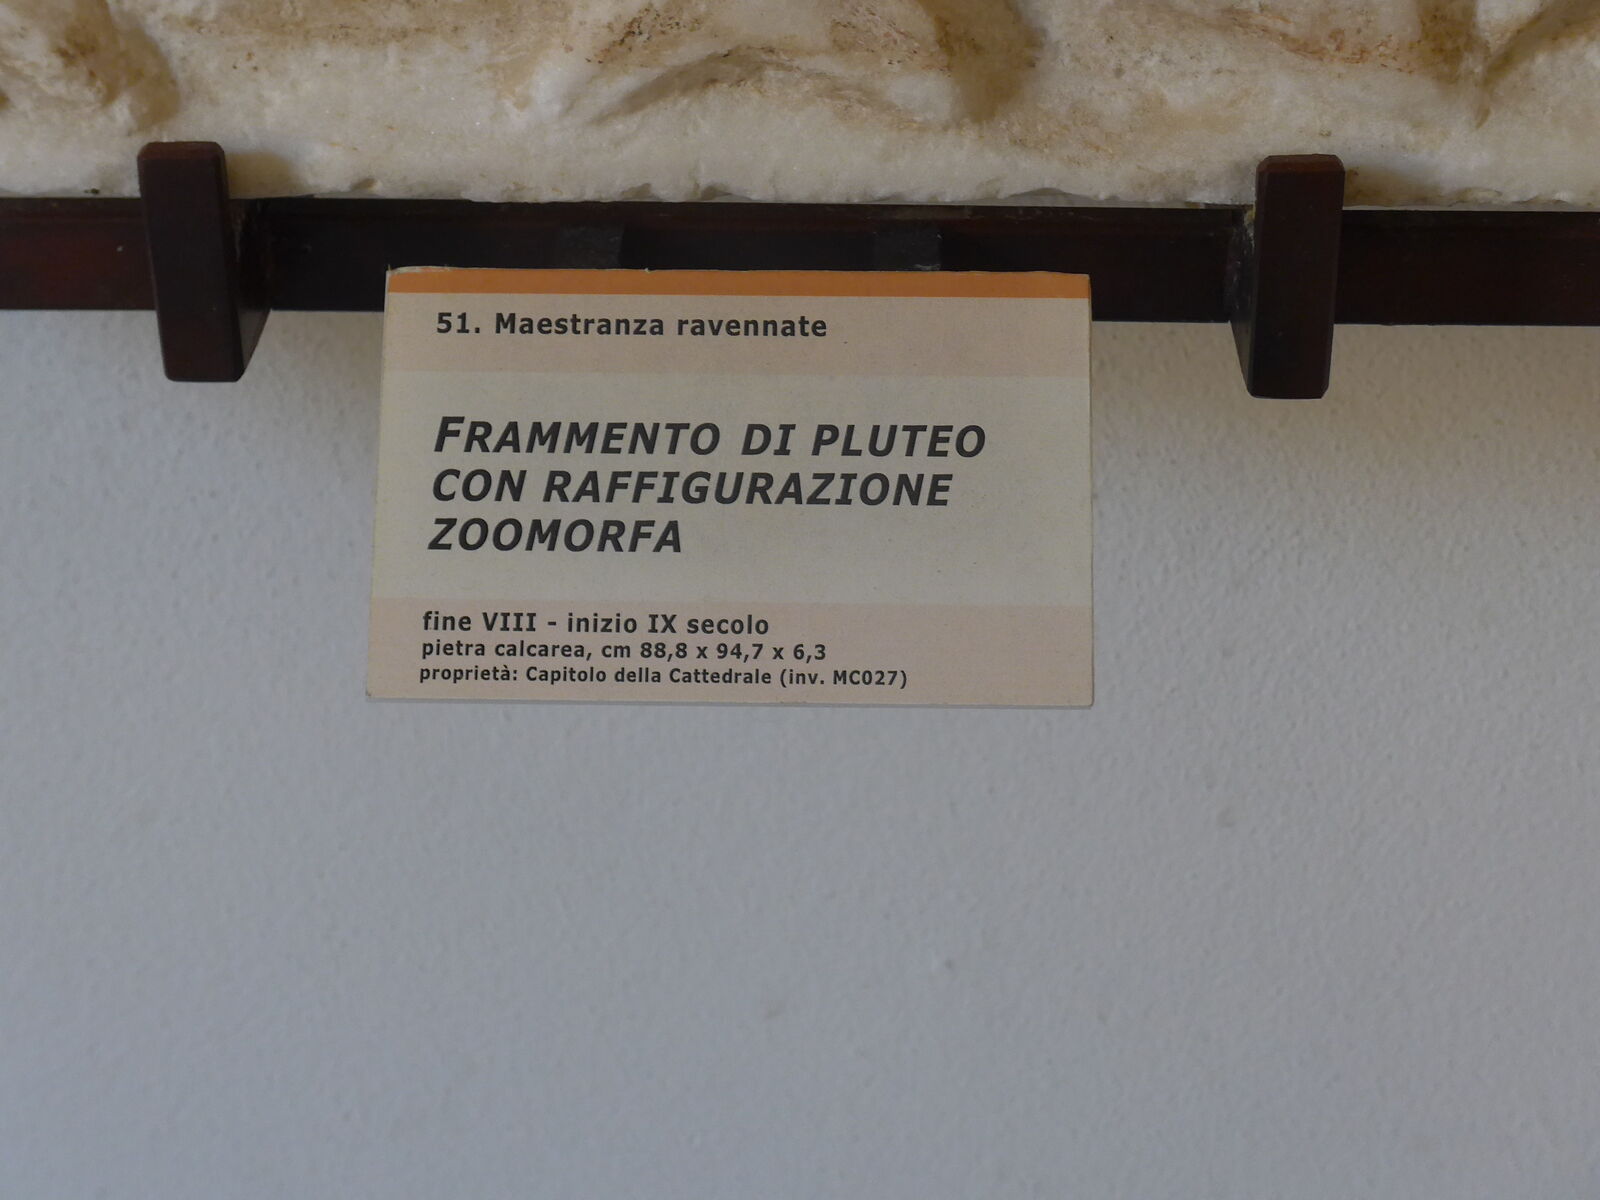 51. Maestranza ravennate
FRAMMENTO DI PLUTEO
CON RAFFIGURAZIONE
ZOOMORFA
fine VIII - inizio IX secolo
pietra calcarea, cm 88,8 x 94,7 x 6,3
proprietà: Capitolo della Cattedrale (inv. MC027)